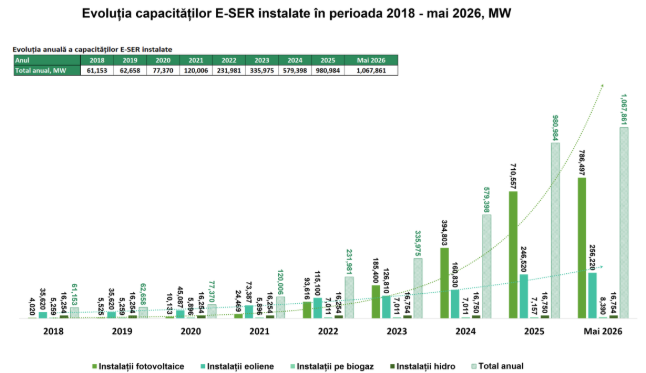 Evoluția capacităților E-SER instalate în perioada 2018 - mai 2026, MW
Evoluția anuală a capacităților E-SER instalate
Anul 2018 2019 2020 2021 2022 2023 2024 2025 Mai 2026
Total anual, MW 61,153 62,658 77,370 120,006 231,981 335,975 579,398 980,984 1,067,861
4,020 35,620 5,259 16,254 61,153
5,525 35,620 5,259 16,254 62,658
10,133 45,087 5,896 16,254 77,370
24,469 73,387 5,896 16,254 120,006
93,616 115,100 7,011 16,254 231,981
185,400 126,810 7,011 16,754 335,975
394,803 160,830 7,011 16,750 579,398
710,557 246,520 7,157 16,750 980,984
786,497 256,220 8,390 16,754 1,067,861
2018 2019 2020 2021 2022 2023 2024 2025 Mai 2026
Instalații fotovoltaice Instalații eoliene Instalații pe biogaz Instalații hidro Total anual